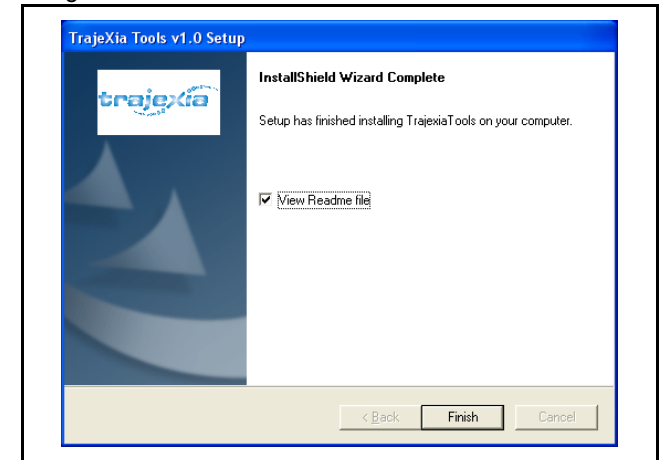 TrajeXia Tools v1.0 Setup
trajexia
InstallShield Wizard Complete
Setup has finished installing TrajexiaTools on your computer.
View Readme file
< Back
Finish
Cancel